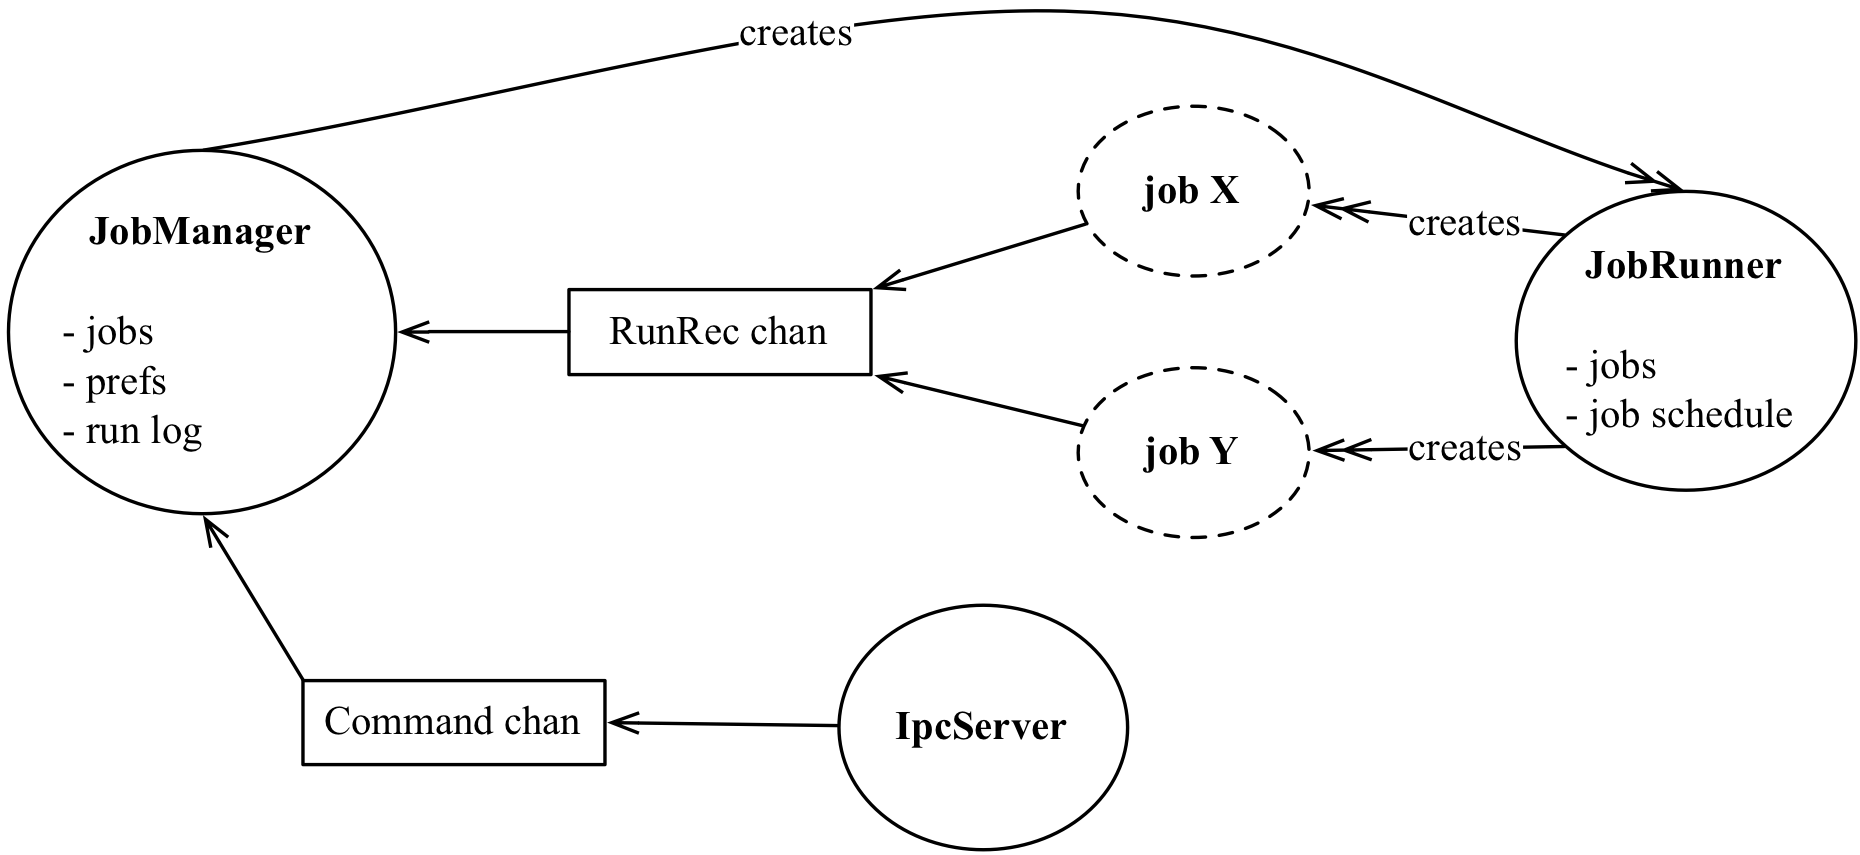 creates
JobManager
- jobs
- prefs
- run log
RunRec chan
job X
creates
job Y
creates
JobRunner
- jobs
- job schedule
Command chan
IpcServer